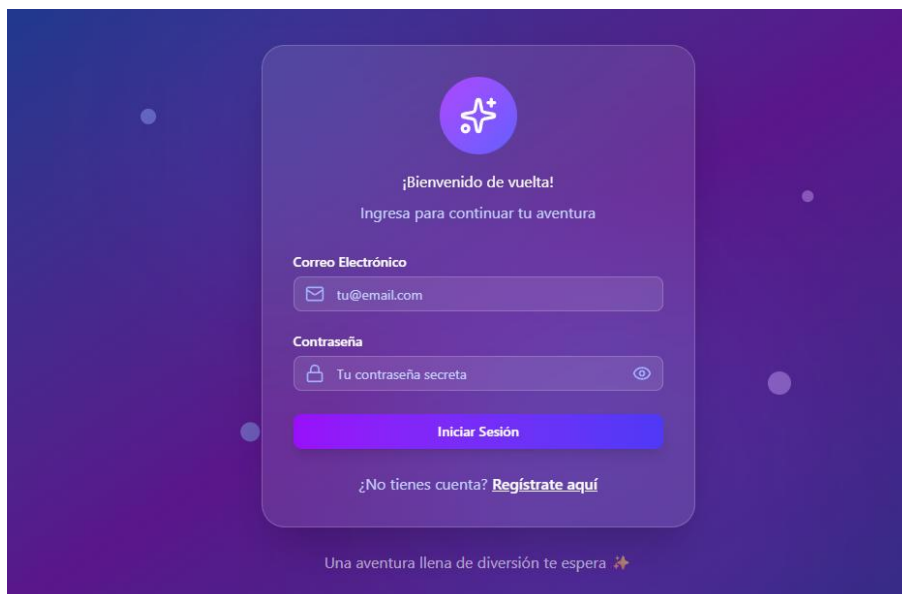 ¡Bienvenido de vuelta!
Ingresa para continuar tu aventura
Correo Electrónico
tu@email.com
Contraseña
Tu contraseña secreta
Iniciar Sesión
¿No tienes cuenta? Regístrate aquí
Una aventura llena de diversión te espera ✨